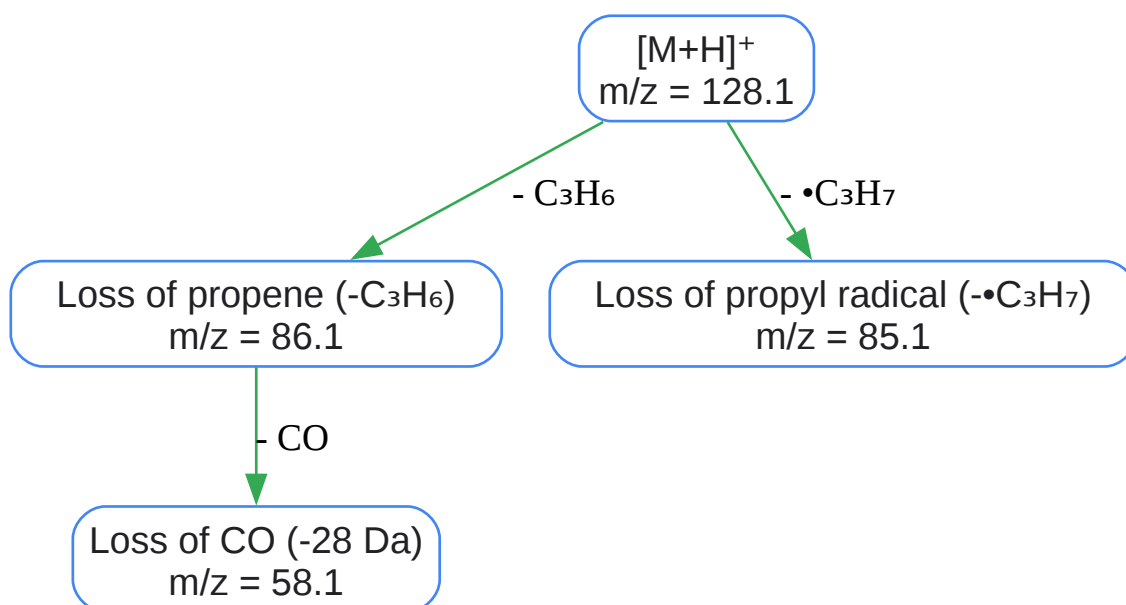 [M+H]⁺
m/z = 128.1
- C₃H₆
- •C₃H₇
Loss of propene (-C₃H₆)
m/z = 86.1
Loss of propyl radical (-•C₃H₇)
m/z = 85.1
- CO
Loss of CO (-28 Da)
m/z = 58.1